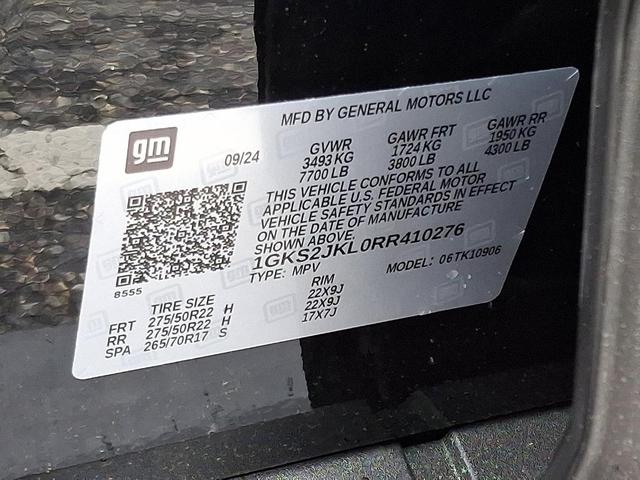 MFD BY GENERAL MOTORS LLC
gm
09/24
GVWR GAWR FRT GAWR RR
3493 KG 1724 KG 1950 KG
7700 LB 3800 LB 4300 LB
THIS VEHICLE CONFORMS TO ALL
APPLICABLE U.S. FEDERAL MOTOR
VEHICLE SAFETY STANDARDS IN EFFECT
ON THE DATE OF MANUFACTURE
SHOWN ABOVE.
1GKS2JKL0RR410276
TYPE: MPV MODEL: 06TK10906
8555
TIRE SIZE RIM
FRT 275/50R22 H 22X9J
RR 275/50R22 H 22X9J
SPA 265/70R17 S 17X7J